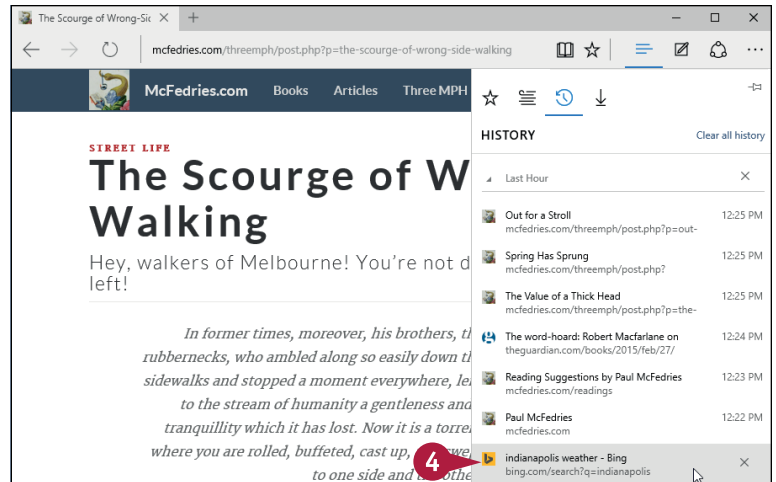 The Scourge of Wrong-Sic
mcfedries.com/threemph/post.php?p=the-scourge-of-wrong-side-walking
McFedries.com Books Articles Three MPH
STREET LIFE
The Scourge of W
Walking
Hey, walkers of Melbourne! You're not d
left!
In former times, moreover, his brothers, th
rubbernecks, who ambled along so easily down th
sidewalks and stopped a moment everywhere, le
to the stream of humanity a gentleness and
tranquillity which it has lost. Now it is a torre
where you are rolled, buffeted, cast up,
to one side and
HISTORY Clear all history
Last Hour
Out for a Stroll 12:25 PM
mcfedries.com/threemph/post.php?p=out-
Spring Has Sprung 12:25 PM
mcfedries.com/threemph/post.php?
The Value of a Thick Head 12:25 PM
mcfedries.com/threemph/post.php?p=the-
The word-hoard: Robert Macfarlane on 12:24 PM
theguardian.com/books/2015/feb/27/
Reading Suggestions by Paul McFedries 12:23 PM
mcfedries.com/readings
Paul McFedries 12:22 PM
mcfedries.com
4
indianapolis weather - Bing
bing.com/search?q=indianapolis